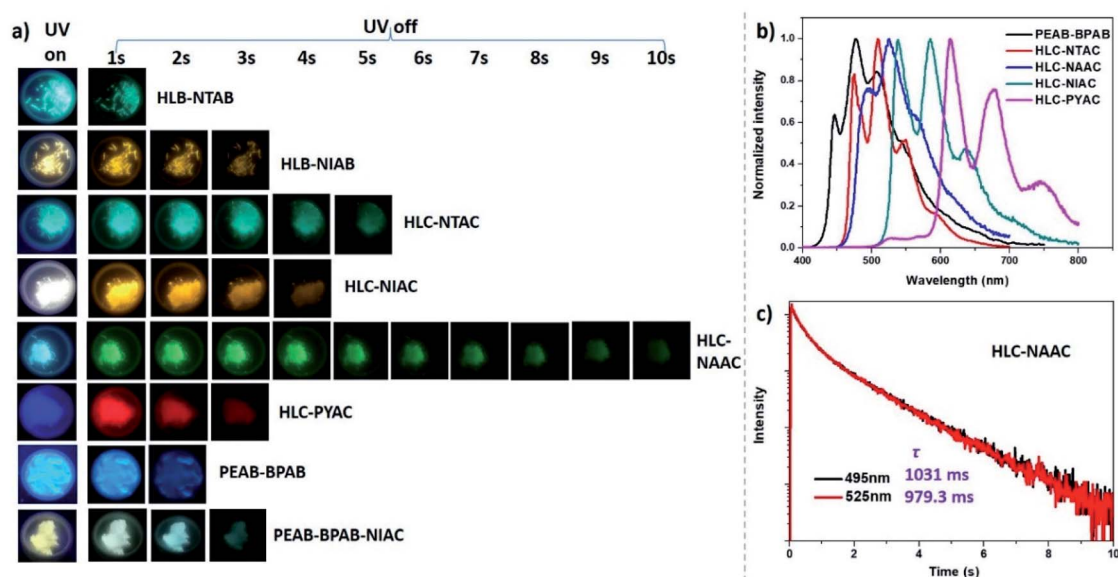 a)
UV on
UV off
1s 2s 3s 4s 5s 6s 7s 8s 9s 10s
HLB-NTAB
HLB-NIAB
HLC-NTAC
HLC-NIAC
HLC-
NAAC
HLC-PYAC
PEAB-BPAB
PEAB-BPAB-NIAC
b)
PEAB-BPAB
HLC-NTAC
HLC-NAAC
HLC-NIAC
HLC-PYAC
Normalized intensity
1.0
0.8
0.6
0.4
0.2
0.0
400 500 600 700 800
Wavelength (nm)
c)
HLC-NAAC
Intensity
τ
495nm 1031 ms
525nm 979.3 ms
0 2 4 6 8 10
Time (s)